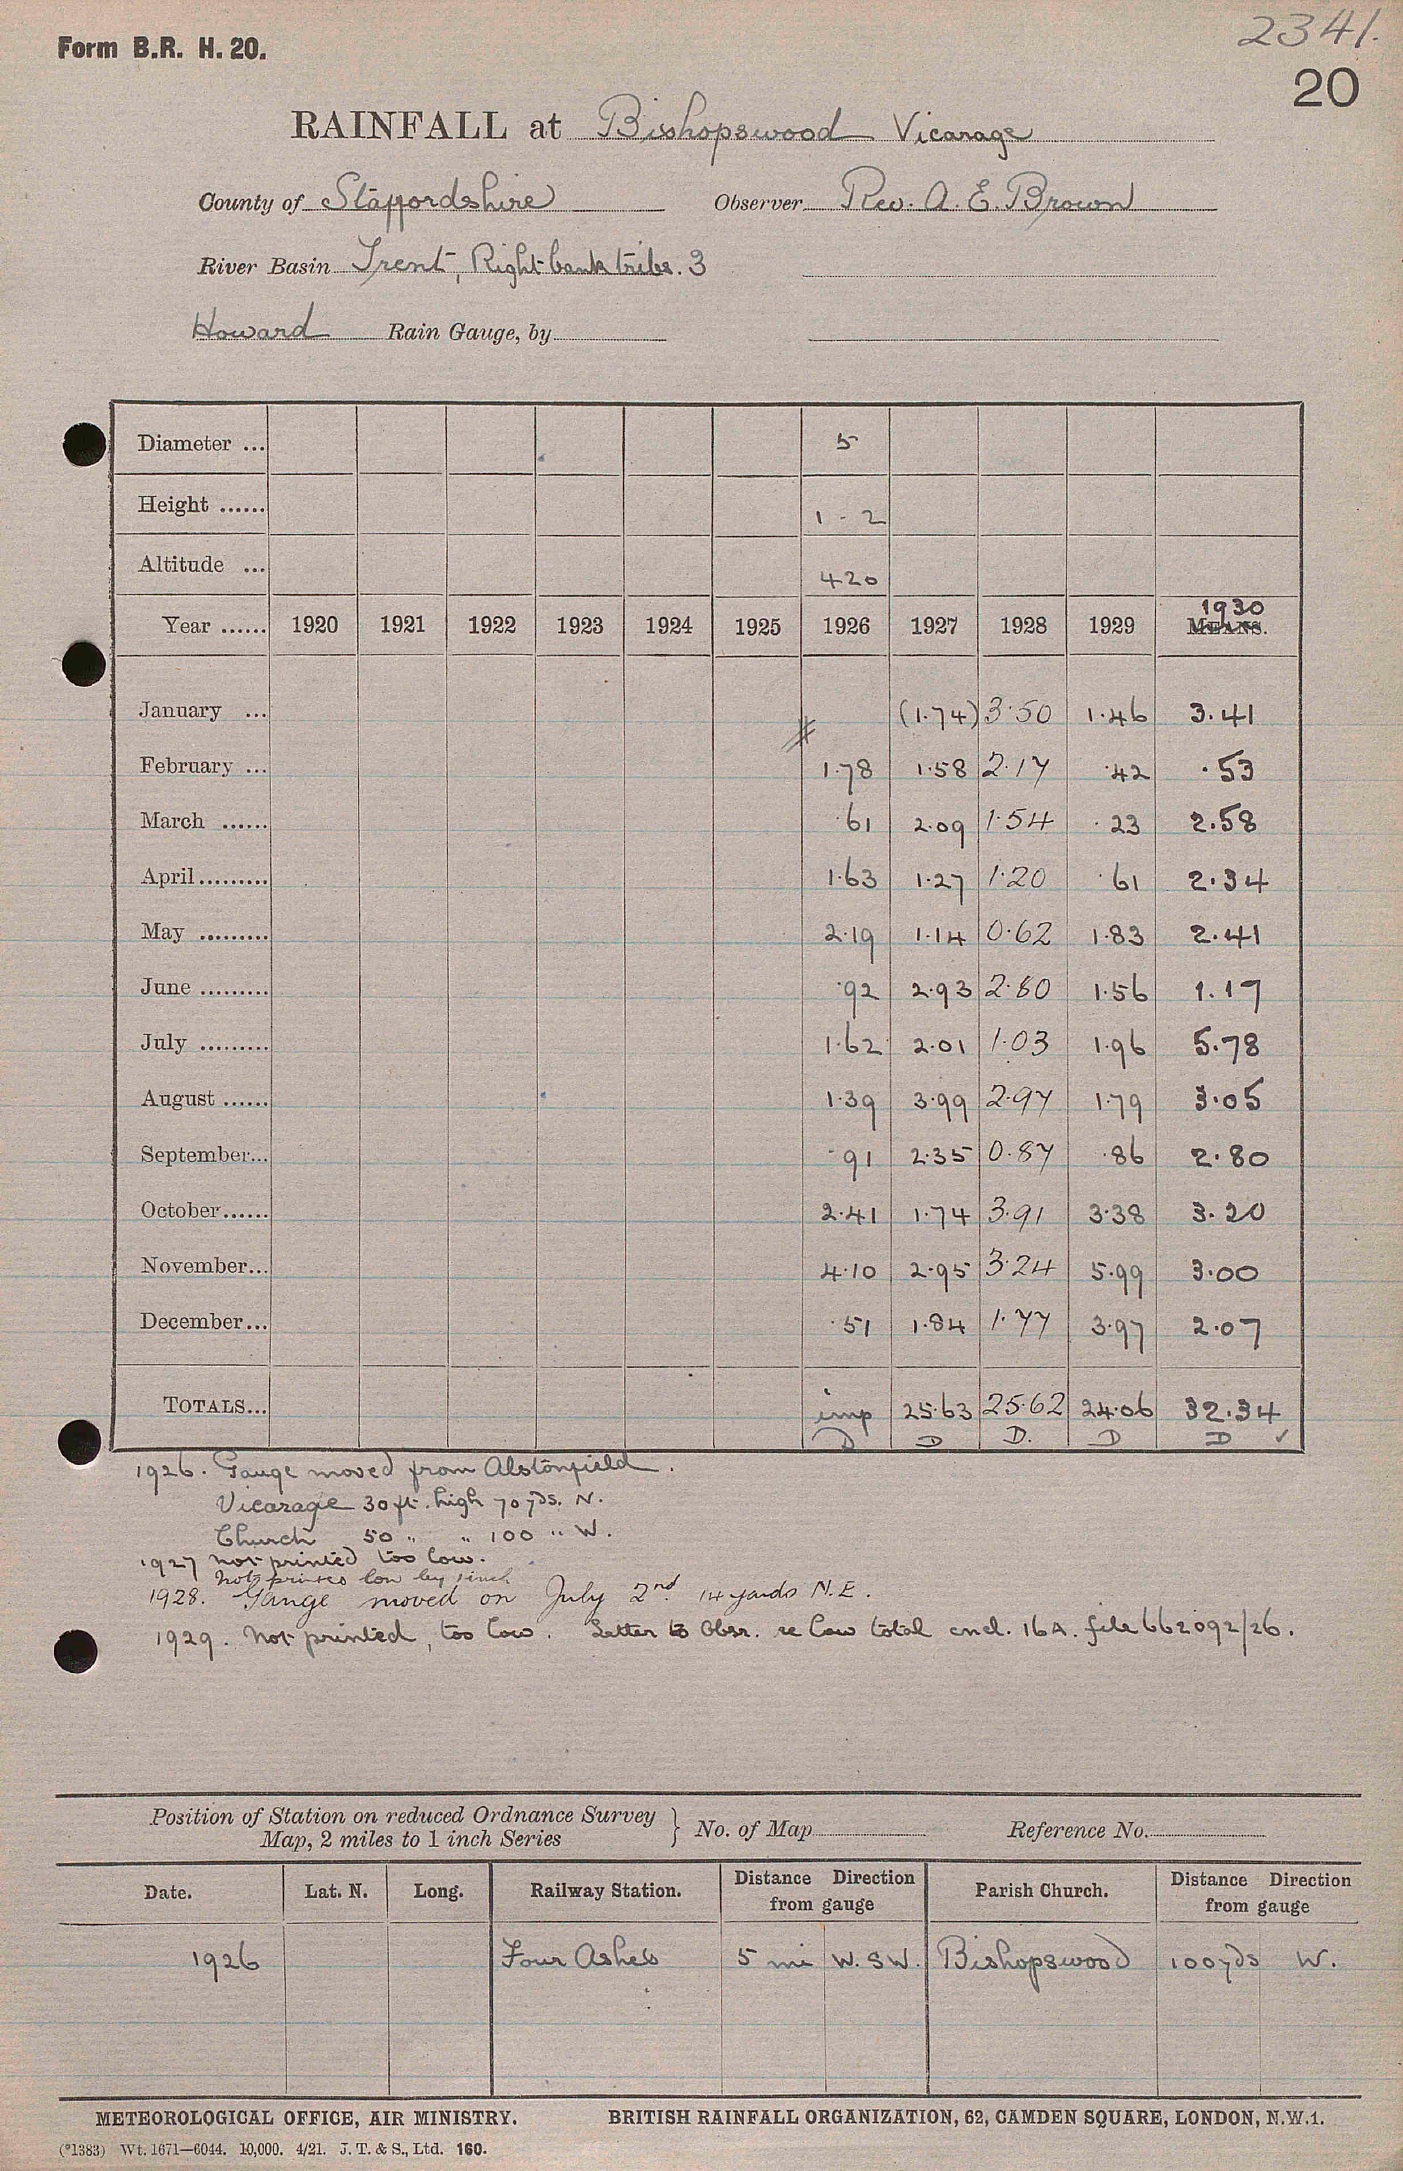 2341.
Form B.R. H. 20.
20
RAINFALL at Bishopswood Vicarage
County of Staffordshire Observer Rev. A. E. Brown
River Basin Trent, Right bank tribs. 3
Howard Rain Gauge, by
Diameter ... 5
Height ...... 1 - 2
Altitude ... 420
1930
Year ...... 1920 1921 1922 1923 1924 1925 1926 1927 1928 1929 MEANS.
January ... (1.74) 3.50 1.46 3.41
February ... 1.78 1.58 2.17 .42 .53
March ...... .61 2.09 1.54 .23 2.58
April......... 1.63 1.27 1.20 .61 2.34
May ......... 2.19 1.14 0.62 1.83 2.41
June ......... .92 2.93 2.80 1.56 1.17
July ......... 1.62 2.01 1.03 1.96 5.78
August ...... 1.39 3.99 2.97 1.79 3.05
September... .91 2.35 0.87 .86 2.80
October...... 2.41 1.74 3.91 3.38 3.20
November... 4.10 2.95 3.24 5.99 3.00
December... .51 1.84 1.77 3.97 2.07
TOTALS... imp 25.63 25.62 24.06 32.34
D D D. D D ✓
1926. Gauge moved from Alstonfield.
Vicarage 30 ft. high 70 yds. N.
Church 50 " " 100 " W.
1927 not printed too low.
Not printed low by 1 inch
1928. Gauge moved on July 2nd. 14 yards N.E.
1929. Not printed, too low. Letter to Obsr. re low total encl. 16A. file 662092/26.
Position of Station on reduced Ordnance Survey
Map, 2 miles to 1 inch Series } No. of Map Reference No.
Date. Lat. N. Long. Railway Station. Distance Direction from gauge Parish Church. Distance Direction from gauge
1926 Four Ashes 5 mi W. SW. Bishopswood 100 yds W.
METEOROLOGICAL OFFICE, AIR MINISTRY. BRITISH RAINFALL ORGANIZATION, 62, CAMDEN SQUARE, LONDON, N.W.1.
(*1383) Wt. 1671—6044. 10,000. 4/21. J. T. & S., Ltd. 160.